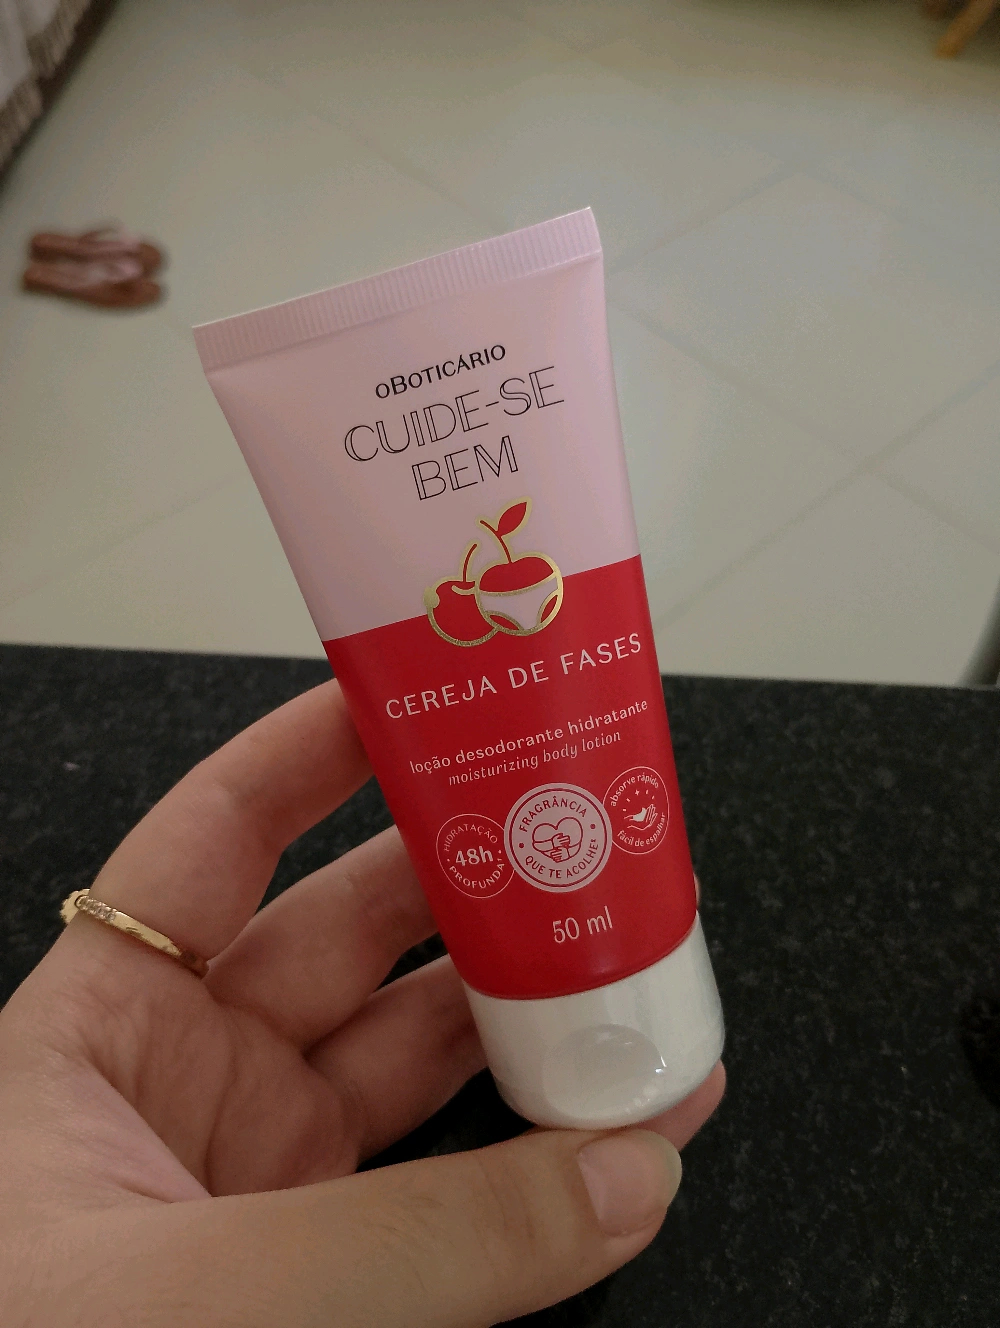 oBOTICÁRIO
CUIDE-SE
BEM
CEREJA DE FASES
loção desodorante hidratante
moisturizing body lotion
HIDRATAÇÃO
48h
PROFUNDA
FRAGRÂNCIA
QUE TE ACOLHE
absorve rápido
fácil de espalhar
50 ml